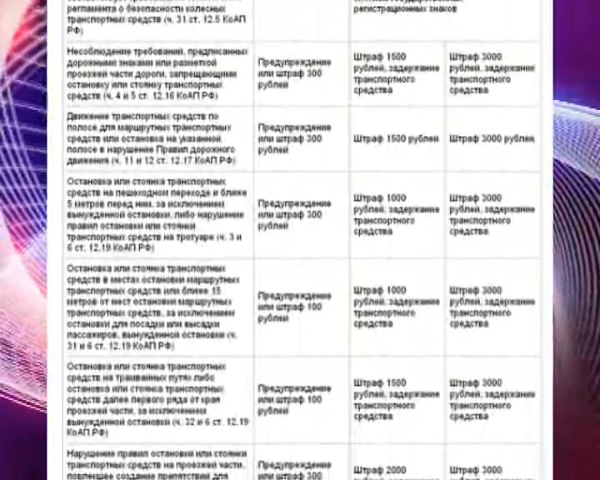 регламента о безопасности колесных
транспортных средств (ч. 31 ст. 12.5 КоАП
РФ)
регистрационных знаков
Несоблюдение требований, предписанных
дорожными знаками или разметкой
проезжей части дороги, запрещающими
остановку или стоянку транспортных
средств (ч. 4 и 5 ст. 12.16 КоАП РФ)
Предупреждение
или штраф 300
рублей
Штраф 1500
рублей, задержание
транспортного
средства
Штраф 3000
рублей, задержание
транспортного
средства
Движение транспортных средств по
полосе для маршрутных транспортных
средств или остановка на указанной
полосе в нарушение Правил дорожного
движения (ч. 11 и 12 ст. 12.17 КоАП РФ)
Предупреждение
или штраф 300
рублей
Штраф 1500 рублей
Штраф 3000 рублей
Остановка или стоянка транспортных
средств на пешеходном переходе и ближе
5 метров перед ним, за исключением
вынужденной остановки, либо нарушение
правил остановки или стоянки
транспортных средств на тротуаре (ч. 3 и
6 ст. 12.19 КоАП РФ)
Предупреждение
или штраф 300
рублей
Штраф 1000
рублей, задержание
транспортного
средства
Штраф 3000
рублей, задержание
транспортного
средства
Остановка или стоянка транспортных
средств в местах остановки маршрутных
транспортных средств или ближе 15
метров от мест остановки маршрутных
транспортных средств, за исключением
остановки для посадки или высадки
пассажиров, вынужденной остановки (ч.
31 и 6 ст. 12.19 КоАП РФ)
Предупреждение
или штраф 100
рублей
Штраф 1000
рублей, задержание
транспортного
средства
Штраф 3000
рублей, задержание
транспортного
средства
Остановка или стоянка транспортных
средств на трамвайных путях либо
остановка или стоянка транспортных
средств далее первого ряда от края
проезжей части, за исключением
вынужденной остановки (ч. 32 и 6 ст. 12.19
КоАП РФ)
Предупреждение
или штраф 100
рублей
Штраф 1500
рублей, задержание
транспортного
средства
Штраф 3000
рублей, задержание
транспортного
средства
Нарушение правил остановки или стоянки
транспортных средств на проезжей части,
повлекшее создание препятствий для
Предупреждение
или штраф 300
Штраф 2000
Штраф 3000